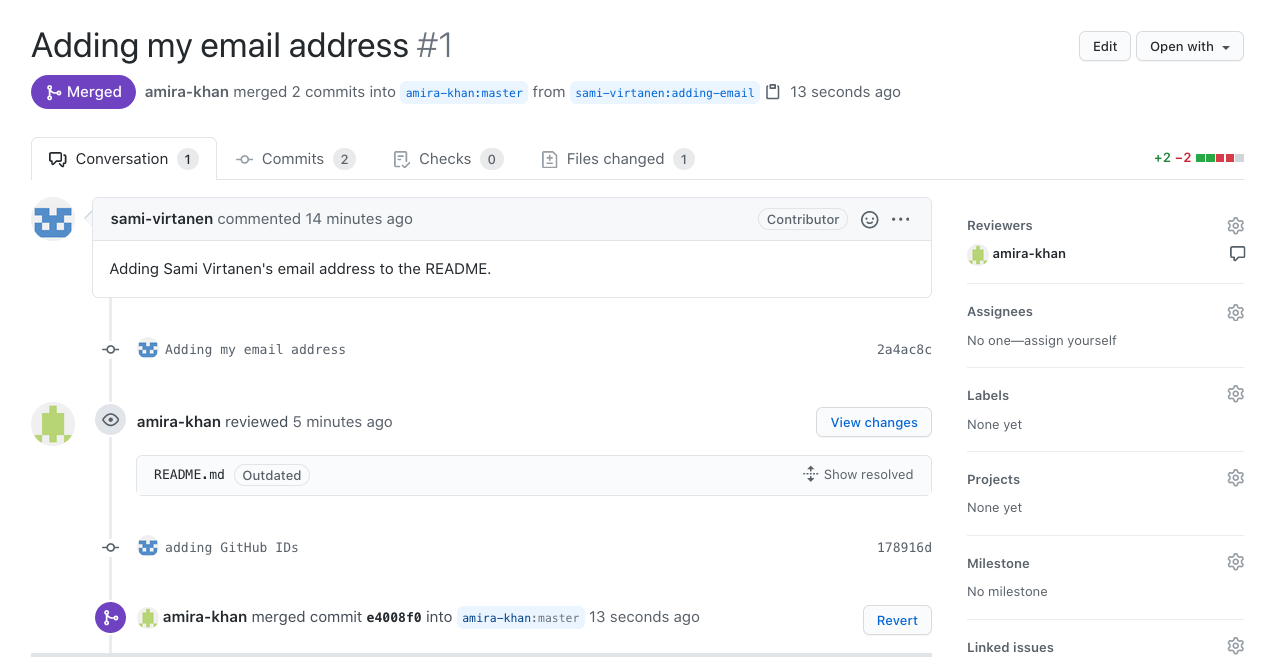 Adding my email address #1
Edit
Open with
Merged
amira-khan merged 2 commits into amira-khan:master from sami-virtanen:adding-email 13 seconds ago
Conversation 1
Commits 2
Checks 0
Files changed 1
+2 −2
sami-virtanen commented 14 minutes ago
Contributor
Adding Sami Virtanen's email address to the README.
Adding my email address 2a4ac8c
amira-khan reviewed 5 minutes ago
View changes
README.md Outdated
Show resolved
adding GitHub IDs 178916d
amira-khan merged commit e4008f0 into amira-khan:master 13 seconds ago
Revert
Reviewers
amira-khan
Assignees
No one—assign yourself
Labels
None yet
Projects
None yet
Milestone
No milestone
Linked issues